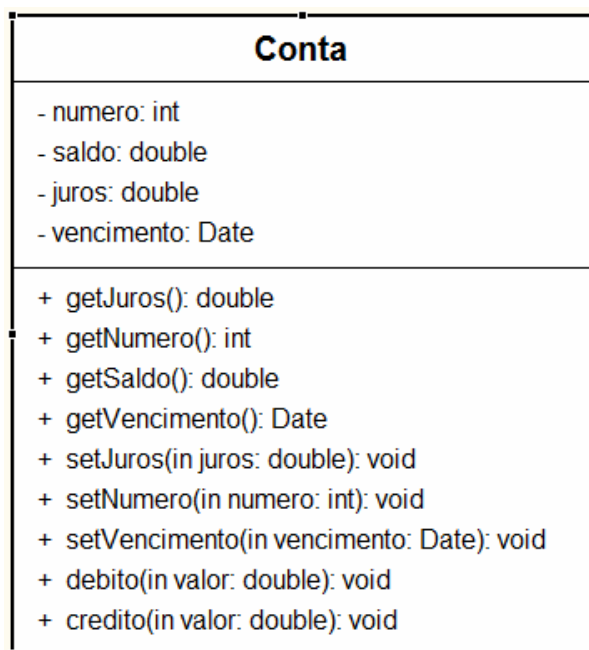 Conta
- numero: int
- saldo: double
- juros: double
- vencimento: Date
+ getJuros(): double
+ getNumero(): int
+ getSaldo(): double
+ getVencimento(): Date
+ setJuros(in juros: double): void
+ setNumero(in numero: int): void
+ setVencimento(in vencimento: Date): void
+ debito(in valor: double): void
+ credito(in valor: double): void